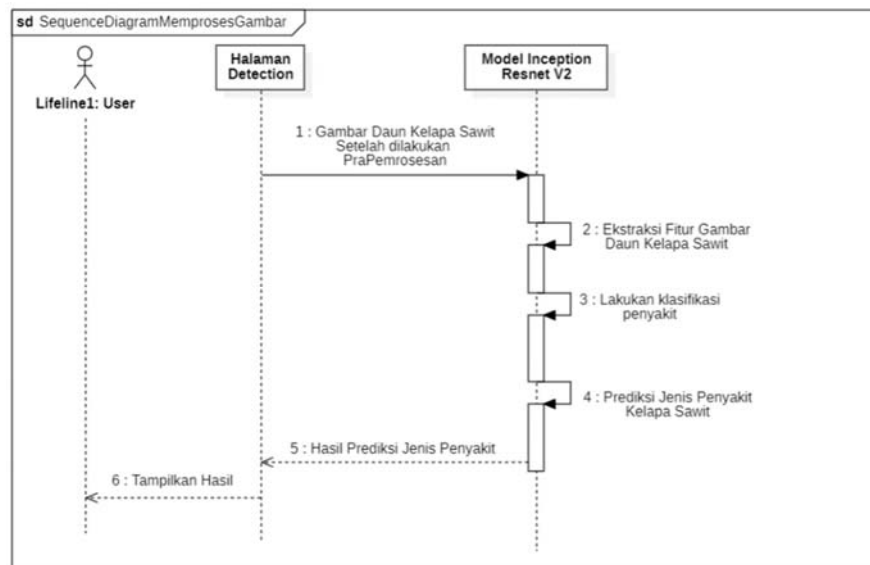 sd SequenceDiagramMemprosesGambar
Lifeline1: User
Halaman
Detection
Model Inception
Resnet V2
1 : Gambar Daun Kelapa Sawit
Setelah dilakukan
PraPemrosesan
2 : Ekstraksi Fitur Gambar
Daun Kelapa Sawit
3 : Lakukan klasifikasi
penyakit
4 : Prediksi Jenis Penyakit
Kelapa Sawit
5 : Hasil Prediksi Jenis Penyakit
6 : Tampilkan Hasil